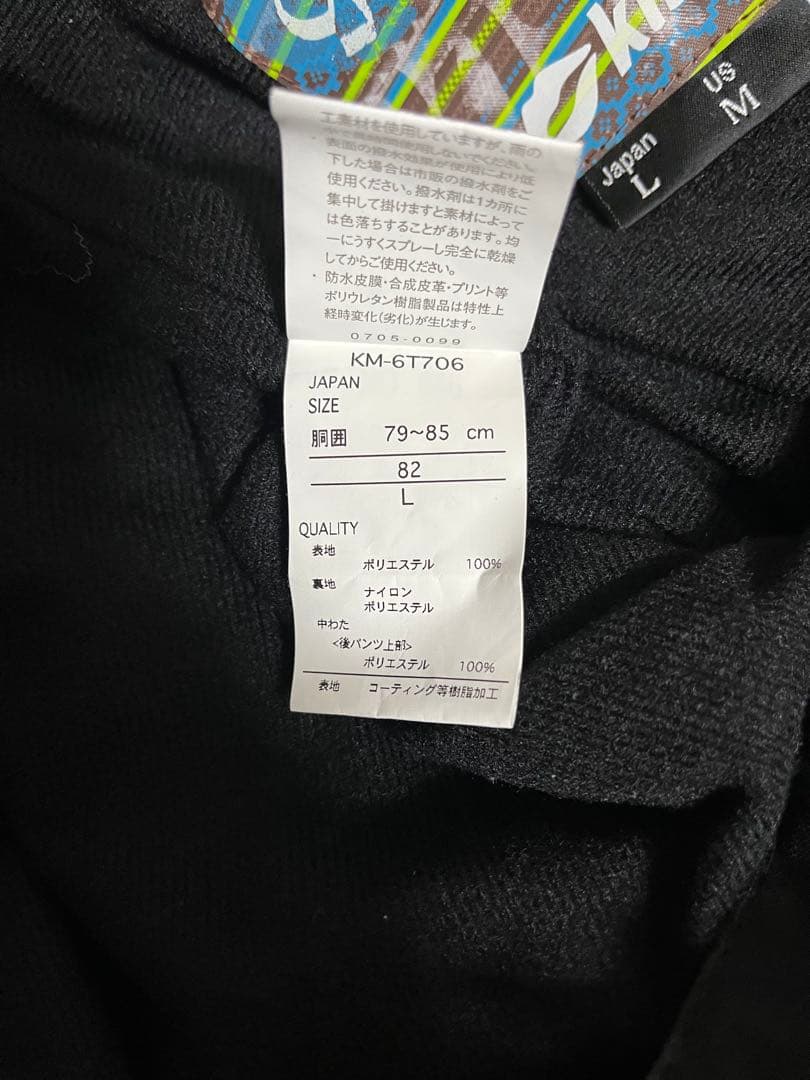 US
M
Japan
L
工素材を使用していますが、雨の
表面の撥水効果が使用により低
下した場合は市販の撥水剤をご
使用ください。撥水剤は1カ所に
集中して掛けますと素材によって
は色落ちすることがあります。均
一にうすくスプレーし完全に乾燥
してからご使用ください。
・防水皮膜・合成皮革・プリント等
ポリウレタン樹脂製品は特性上
経時変化(劣化)が生じます。
0705-0099
KM-6T706
JAPAN
SIZE
胴囲 79~85 cm
82
L
QUALITY
表地
ポリエステル 100%
裏地 ナイロン
ポリエステル
中わた
<後パンツ上部>
ポリエステル 100%
表地 コーティング等樹脂加工